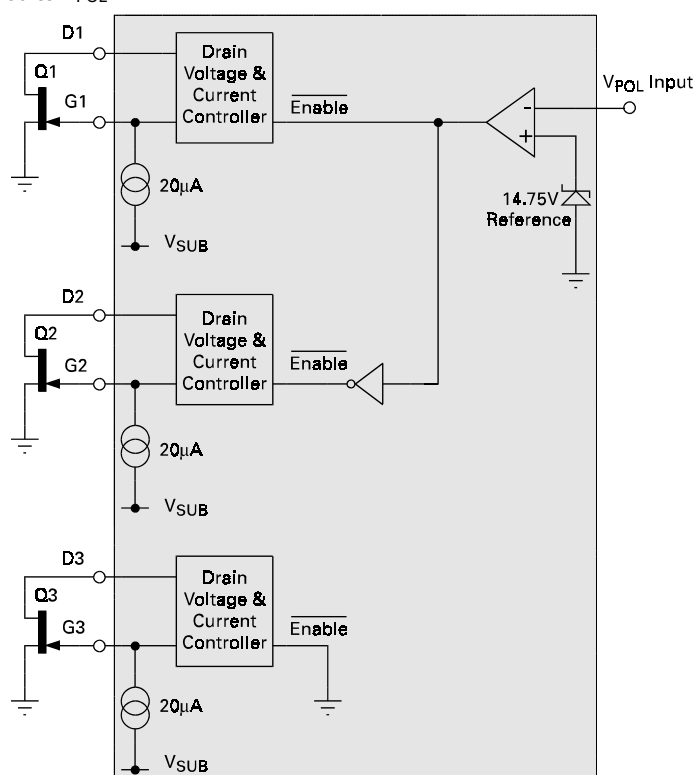 POL
D1
Drain
Voltage &
Current
Controller
Q1
G1
Enable
VPOL Input
-
+
20µA
14.75V
Reference
VSUB
D2
Drain
Voltage &
Current
Controller
Q2
G2
Enable
20µA
VSUB
D3
Drain
Voltage &
Current
Controller
Q3
G3
Enable
20µA
VSUB